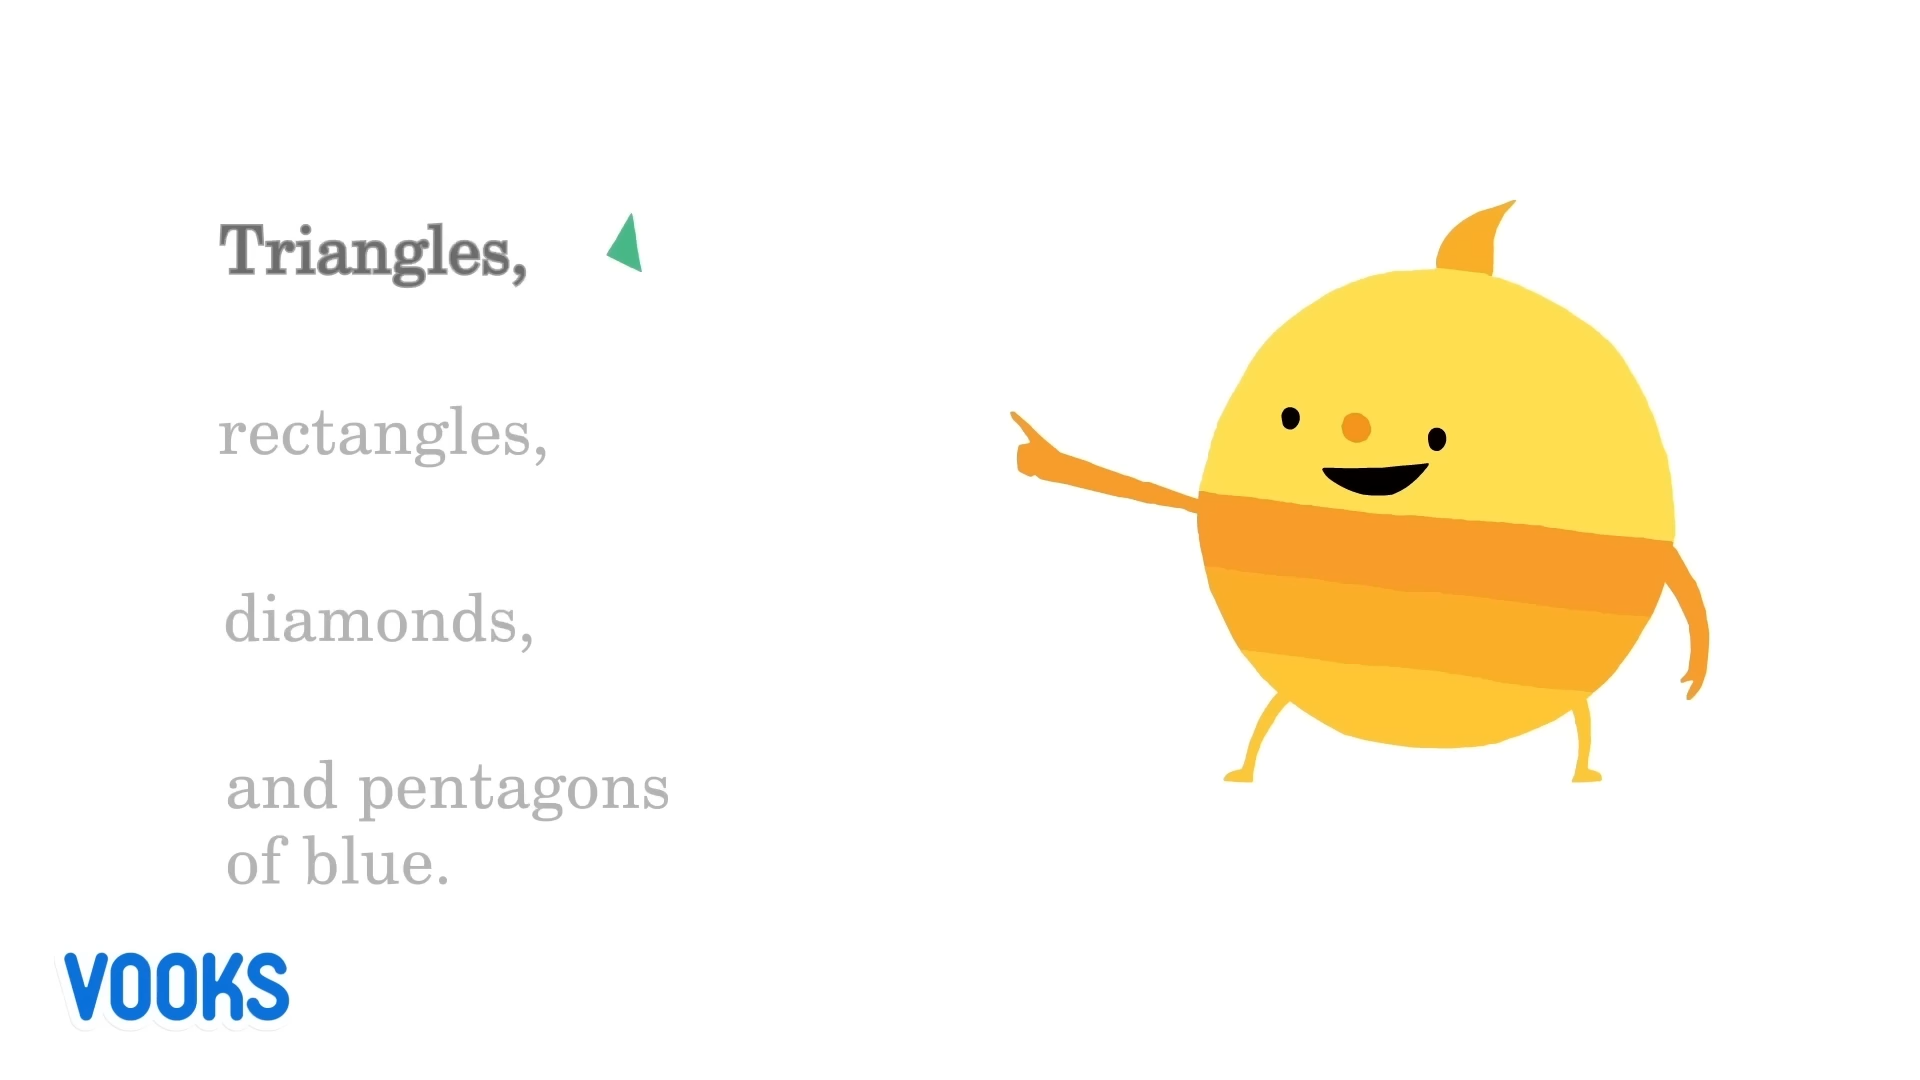 Triangles,
rectangles,
diamonds,
and pentagons
of blue.
VOOKS